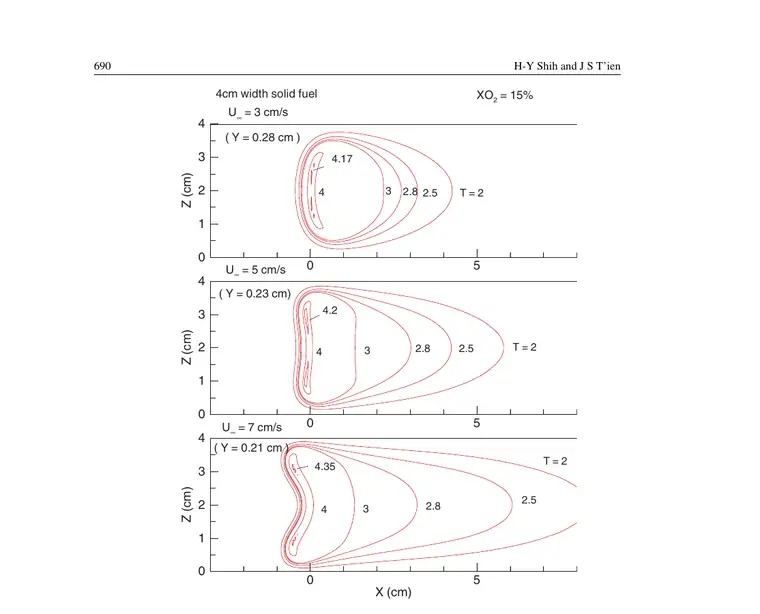 690
H-Y Shih and J S T'ien
4cm width solid fuel
XO2 = 15%
U∞ = 3 cm/s
( Y = 0.28 cm )
4
3
2
1
0
Z (cm)
4.17
4
3
2.8
2.5
T = 2
0
5
U∞ = 5 cm/s
( Y = 0.23 cm)
4
3
2
1
0
Z (cm)
4.2
4
3
2.8
2.5
T = 2
0
5
U∞ = 7 cm/s
( Y = 0.21 cm )
4
3
2
1
0
Z (cm)
4.35
4
3
2.8
2.5
T = 2
0
5
X (cm)